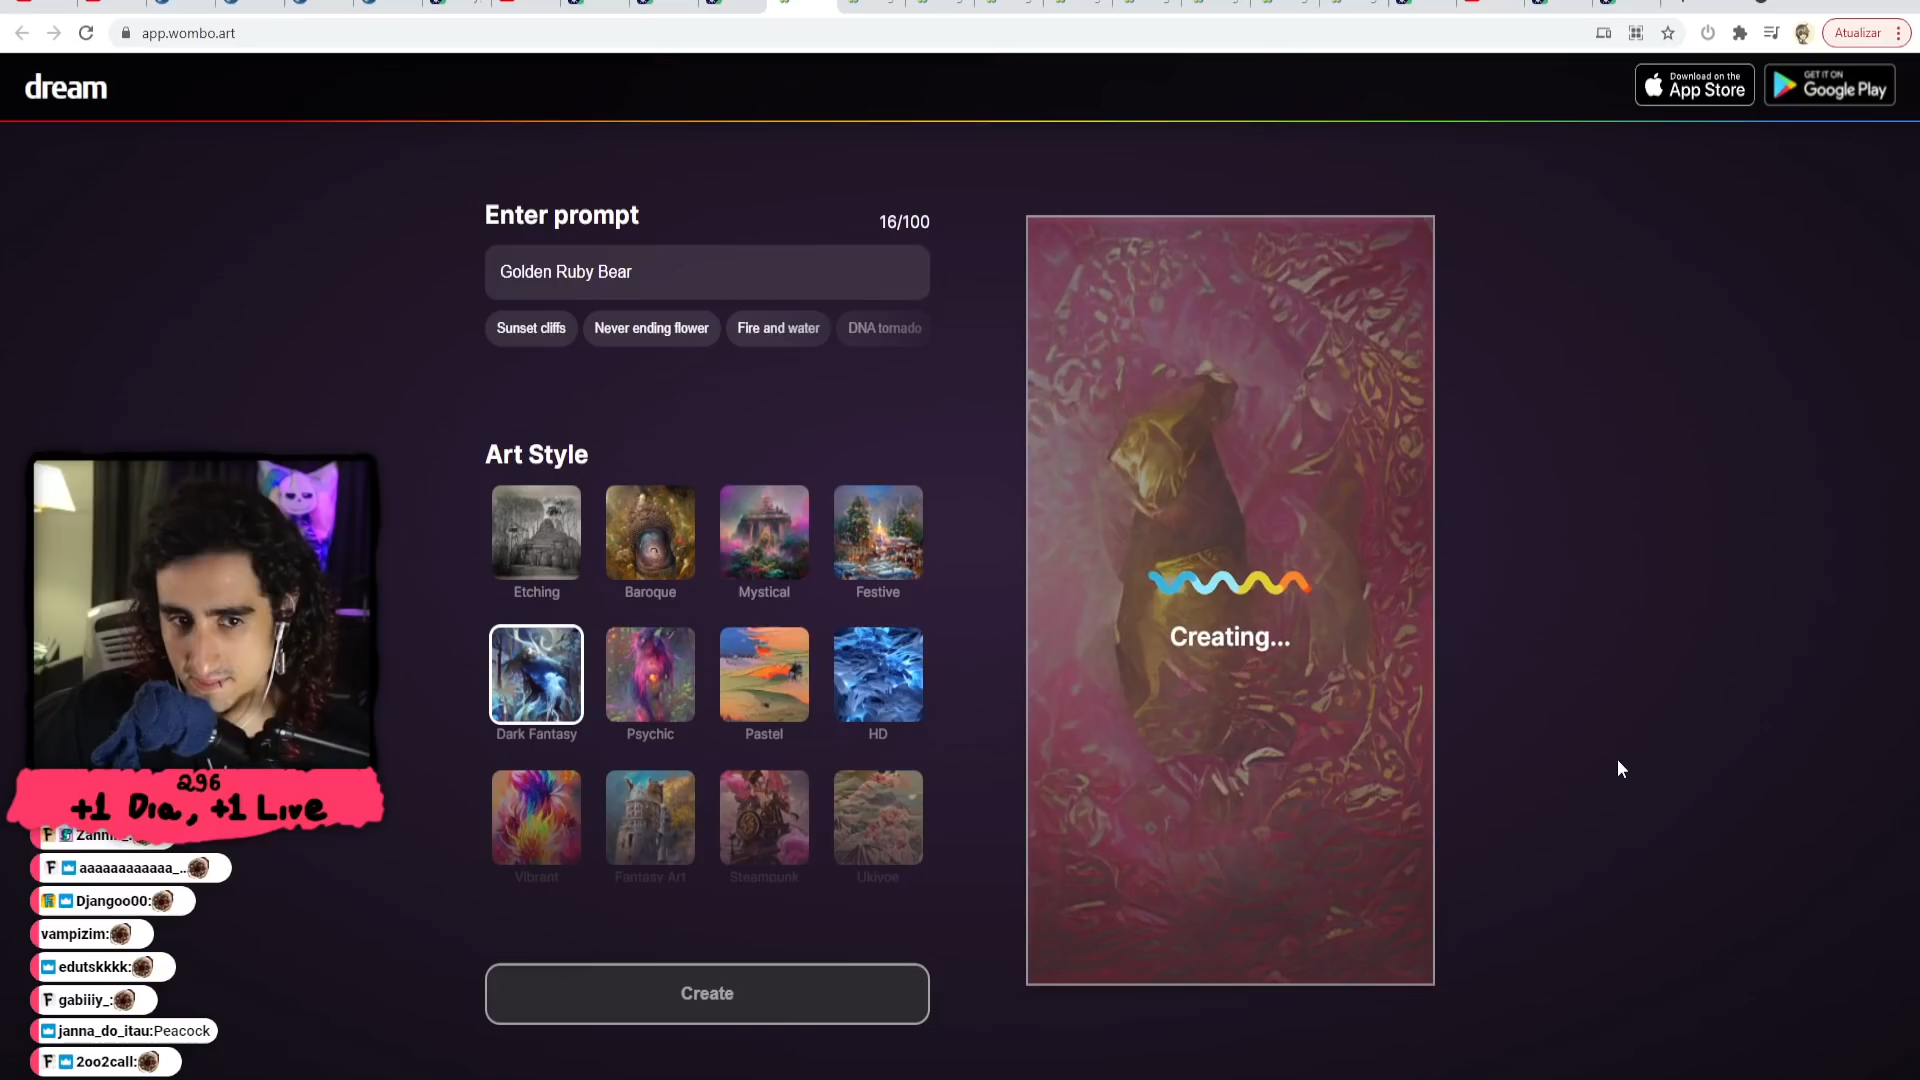 app.wombo.art
Atualizar
dream
Download on the
App Store
GET IT ON
Google Play
Enter prompt
16/100
Golden Ruby Bear
Sunset cliffs
Never ending flower
Fire and water
DNA tornado
Art Style
Etching
Baroque
Mystical
Festive
Dark Fantasy
Psychic
Pastel
HD
Vibrant
Fantasy Art
Steampunk
Ukiyoe
Create
Creating...
296
+1 Dia, +1 Live
aaaaaaaaaaaa_...
Djangoo00:
vampizim:
edutskkkk:
gabiiiy_:
janna_do_itau:Peacock
2oo2call: